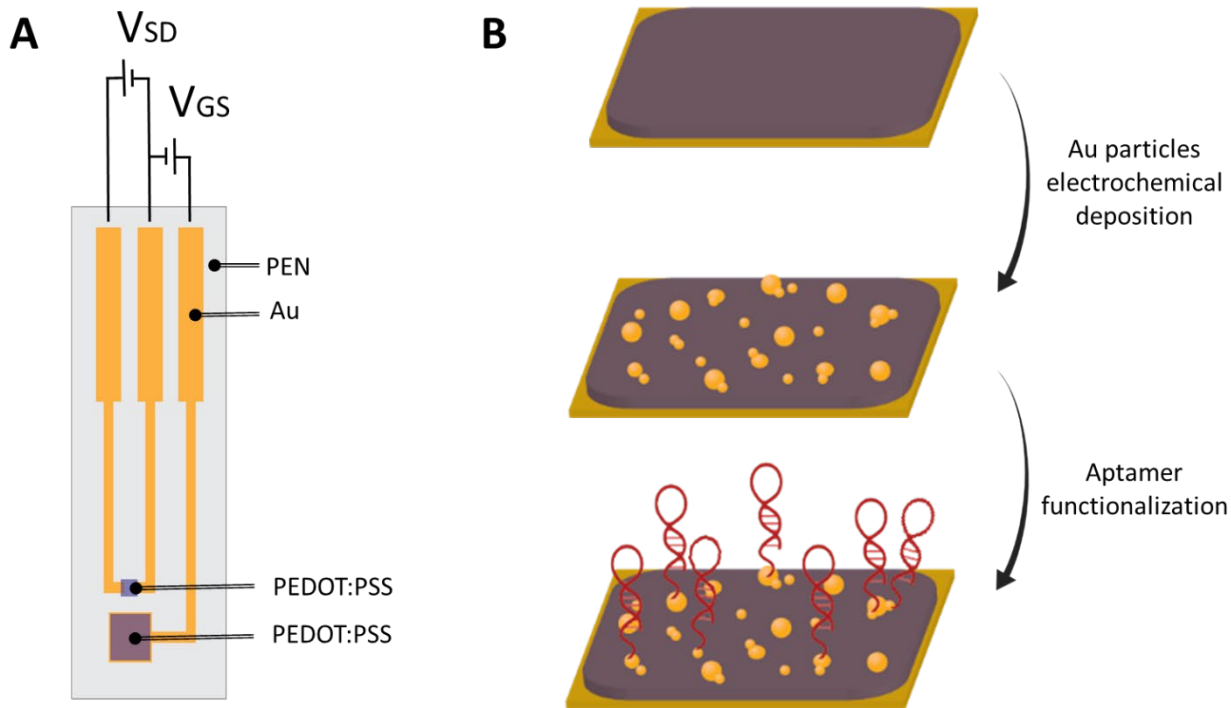 A
VSD
VGS
PEN
Au
PEDOT:PSS
PEDOT:PSS
B
Au particles
electrochemical
deposition
Aptamer
functionalization